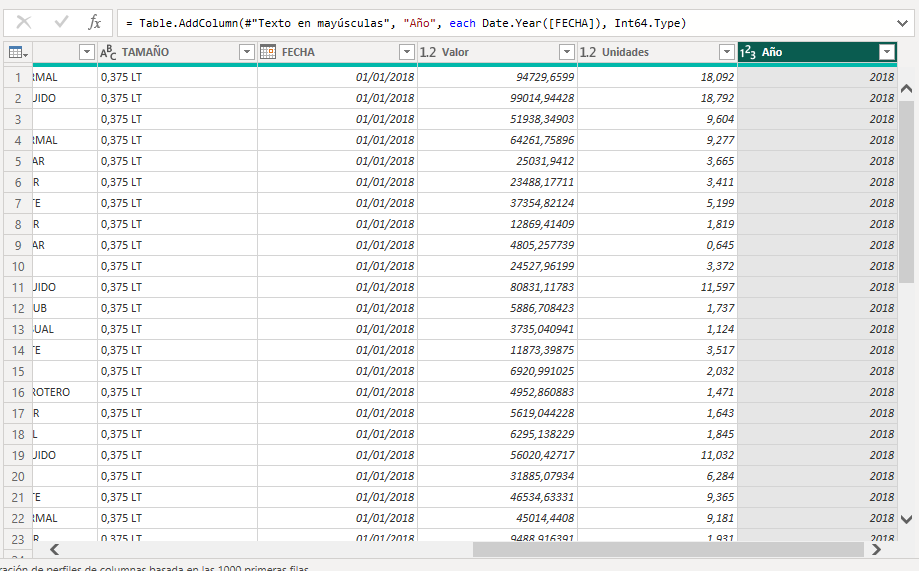 fx = Table.AddColumn(#"Texto en mayúsculas", "Año", each Date.Year([FECHA]), Int64.Type)
ABC TAMAÑO FECHA 1.2 Valor 1.2 Unidades 123 Año
1 RMAL 0,375 LT 01/01/2018 94729,6599 18,092 2018
2 UIDO 0,375 LT 01/01/2018 99014,94428 18,792 2018
3 0,375 LT 01/01/2018 51938,34903 9,604 2018
4 RMAL 0,375 LT 01/01/2018 64261,75896 9,277 2018
5 AR 0,375 LT 01/01/2018 25031,9412 3,665 2018
6 R 0,375 LT 01/01/2018 23488,17711 3,411 2018
7 TE 0,375 LT 01/01/2018 37354,82124 5,199 2018
8 R 0,375 LT 01/01/2018 12869,41409 1,819 2018
9 AR 0,375 LT 01/01/2018 4805,257739 0,645 2018
10 0,375 LT 01/01/2018 24527,96199 3,372 2018
11 UIDO 0,375 LT 01/01/2018 80831,11783 11,597 2018
12 UB 0,375 LT 01/01/2018 5886,708423 1,737 2018
13 GUAL 0,375 LT 01/01/2018 3735,040941 1,124 2018
14 TE 0,375 LT 01/01/2018 11873,39875 3,517 2018
15 0,375 LT 01/01/2018 6920,991025 2,032 2018
16 ROTERO 0,375 LT 01/01/2018 4952,860883 1,471 2018
17 R 0,375 LT 01/01/2018 5619,044228 1,643 2018
18 L 0,375 LT 01/01/2018 6295,138229 1,845 2018
19 UIDO 0,375 LT 01/01/2018 56020,42717 11,032 2018
20 0,375 LT 01/01/2018 31885,07934 6,284 2018
21 TE 0,375 LT 01/01/2018 46534,63331 9,365 2018
22 RMAL 0,375 LT 01/01/2018 45014,4408 9,181 2018
23 R 0,375 LT 01/01/2018 9488,916391 1,931 2018
ración de perfiles de columnas basada en las 1000 primeras filas